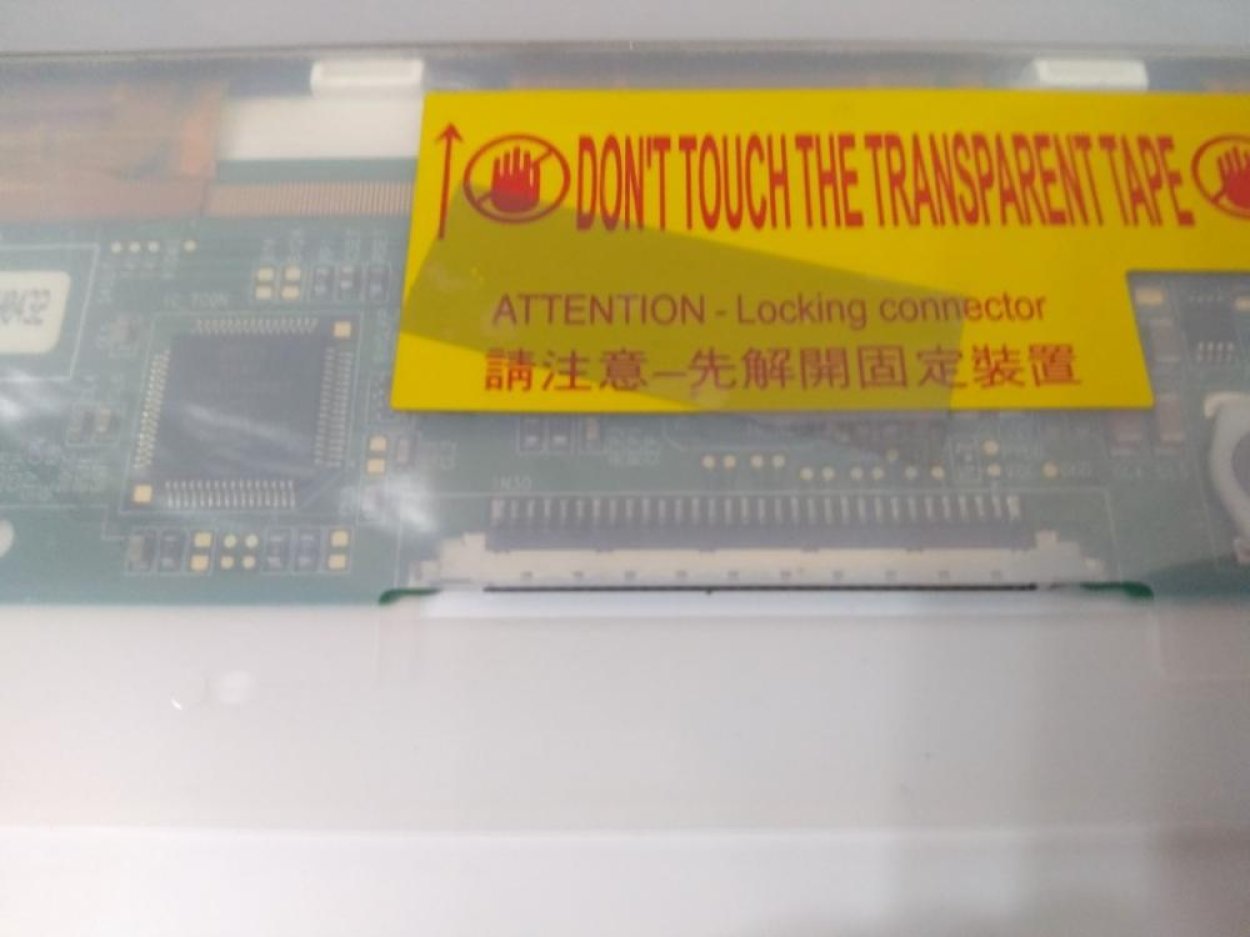 DON'T TOUCH THE TRANSPARENT TAPE
ATTENTION - Locking connector
請注意–先解開固定裝置